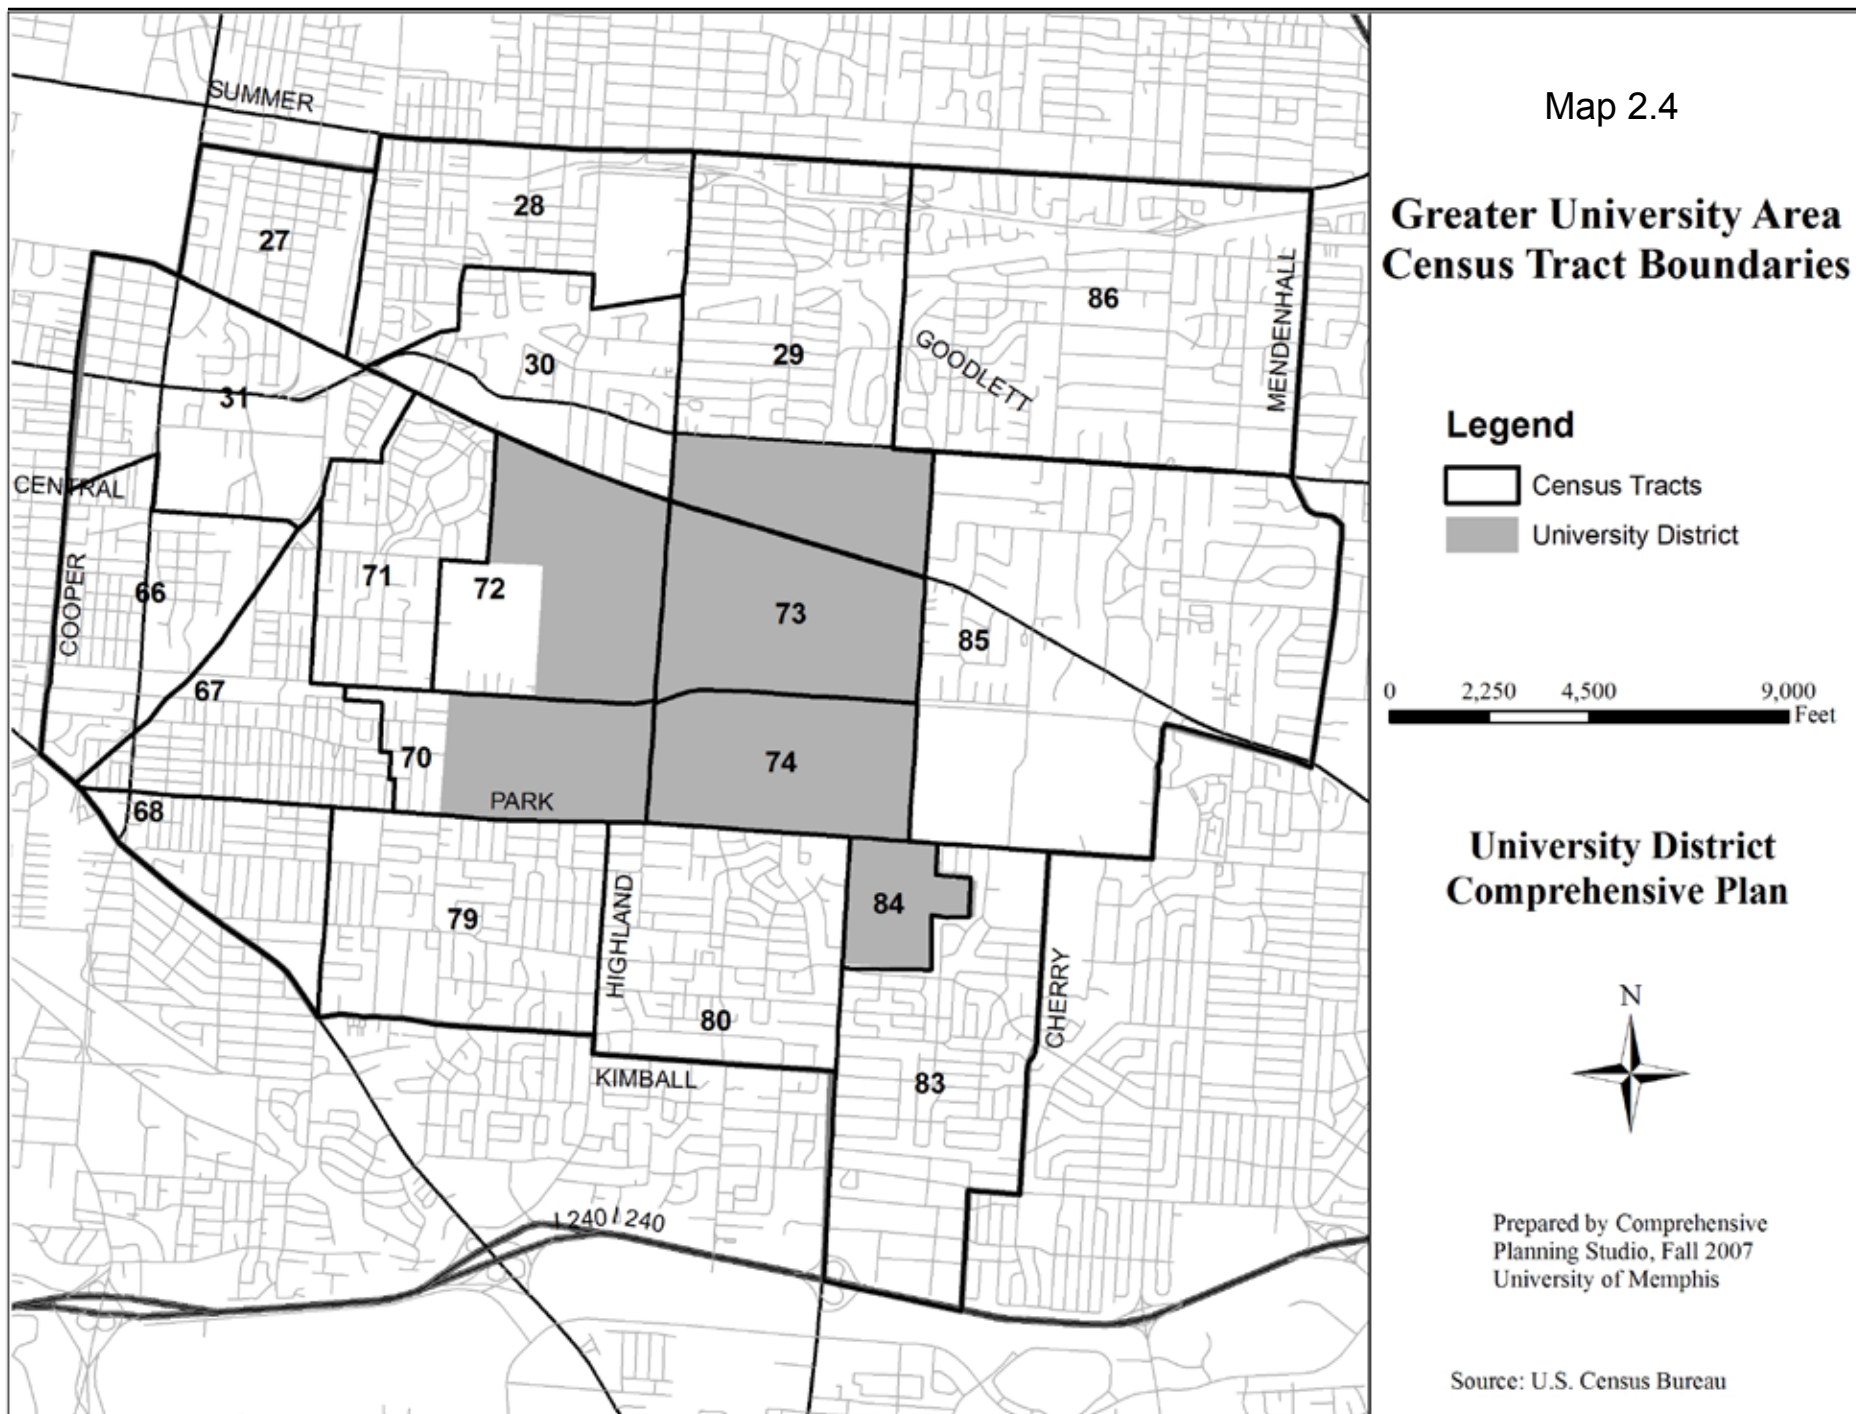 Map 2.4
Greater University Area
Census Tract Boundaries
Legend
Census Tracts
University District
0 2,250 4,500 9,000
Feet
University District
Comprehensive Plan
N
Prepared by Comprehensive
Planning Studio, Fall 2007
University of Memphis
Source: U.S. Census Bureau
SUMMER
28
27
86
MENDENHALL
29
30
GOODLETT
31
CENTRAL
71
72
66
COOPER
73
85
67
70
74
PARK
68
84
79
HIGHLAND
CHERRY
80
KIMBALL
83
I 240 I 240